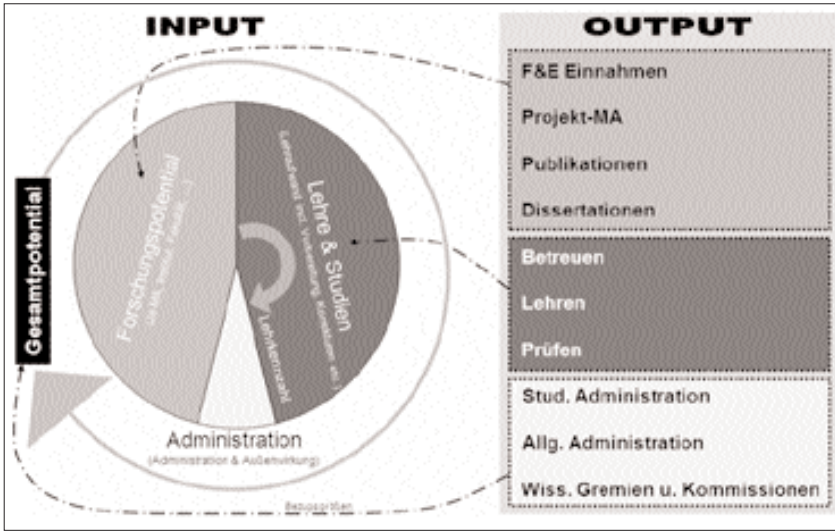 INPUT
Gesamtpotential
Forschungspotential
Lehre & Studien
Lehrkennzahl
Administration
(Administration & Außenwirkung)
Bezugsgrößen
OUTPUT
F&E Einnahmen
Projekt-MA
Publikationen
Dissertationen
Betreuen
Lehren
Prüfen
Stud. Administration
Allg. Administration
Wiss. Gremien u. Kommissionen